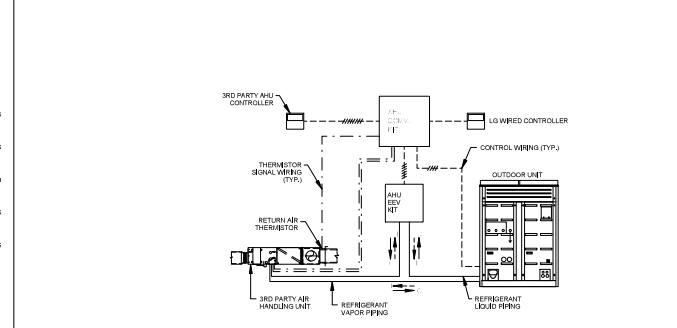 3RD PARTY AHU
CONTROLLER
AHU
COMM.
KIT
LG WIRED CONTROLLER
CONTROL WIRING (TYP.)
THERMISTOR
SIGNAL WIRING
(TYP.)
OUTDOOR UNIT
AHU
EEV
KIT
RETURN AIR
THERMISTOR
3RD PARTY AIR
HANDLING UNIT
REFRIGERANT
VAPOR PIPING
REFRIGERANT
LIQUID PIPING